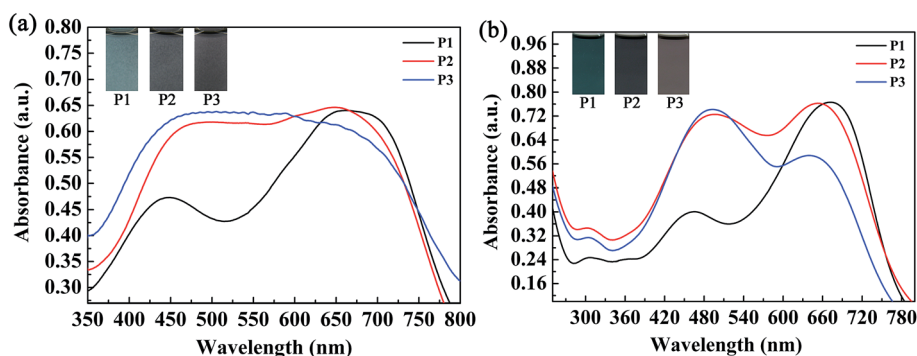 (a)
0.80
0.75
0.70
0.65
0.60
0.55
0.50
0.45
0.40
0.35
0.30
Absorbance (a.u.)
P1 P2 P3
P1
P2
P3
350 400 450 500 550 600 650 700 750 800
Wavelength (nm)
(b)
0.96
0.88
0.80
0.72
0.64
0.56
0.48
0.40
0.32
0.24
0.16
Absorbance (a.u.)
P1 P2 P3
P1
P2
P3
300 360 420 480 540 600 660 720 780
Wavelength (nm)